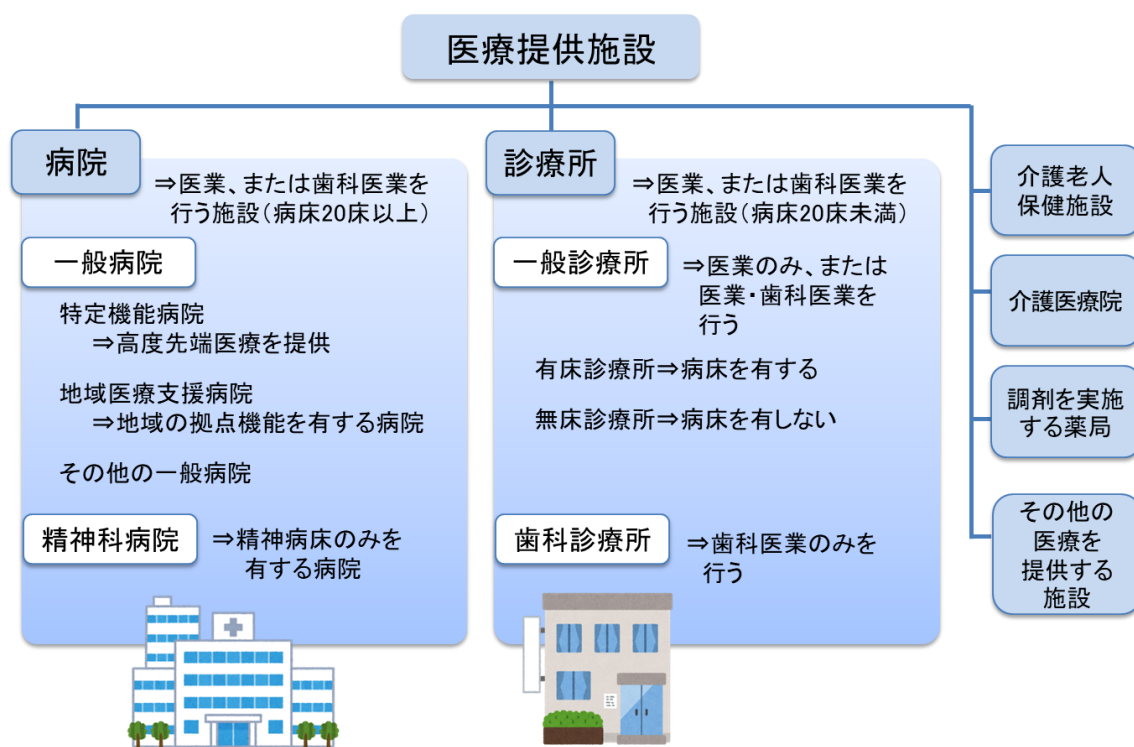 医療提供施設
病院
⇒医業、または歯科医業を
行う施設(病床20床以上)
一般病院
特定機能病院
⇒高度先端医療を提供
地域医療支援病院
⇒地域の拠点機能を有する病院
その他の一般病院
精神科病院
⇒精神病床のみを
有する病院
診療所
⇒医業、または歯科医業を
行う施設(病床20床未満)
一般診療所
⇒医業のみ、または
医業・歯科医業を
行う
有床診療所⇒病床を有する
無床診療所⇒病床を有しない
歯科診療所
⇒歯科医業のみを
行う
介護老人
保健施設
介護医療院
調剤を実施
する薬局
その他の
医療を
提供する
施設